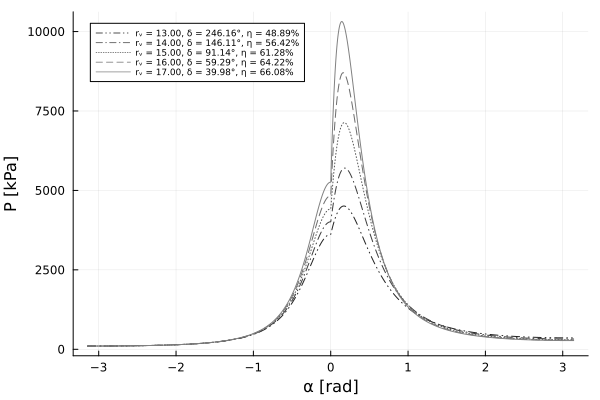 10000
7500
5000
2500
0
P [kPa]
rᵥ = 13.00, δ = 246.16°, η = 48.89%
rᵥ = 14.00, δ = 146.11°, η = 56.42%
rᵥ = 15.00, δ = 91.14°, η = 61.28%
rᵥ = 16.00, δ = 59.29°, η = 64.22%
rᵥ = 17.00, δ = 39.98°, η = 66.08%
−3 −2 −1 0 1 2 3
α [rad]